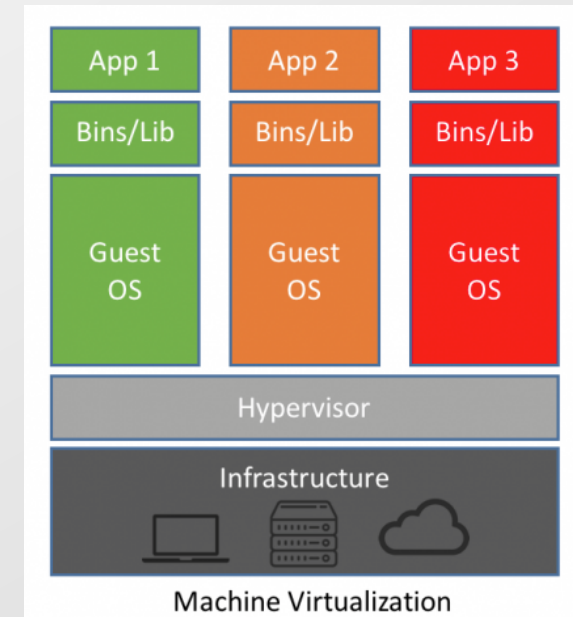 App 1
App 2
App 3
Bins/Lib
Bins/Lib
Bins/Lib
Guest
OS
Guest
OS
Guest
OS
Hypervisor
Infrastructure
Machine Virtualization